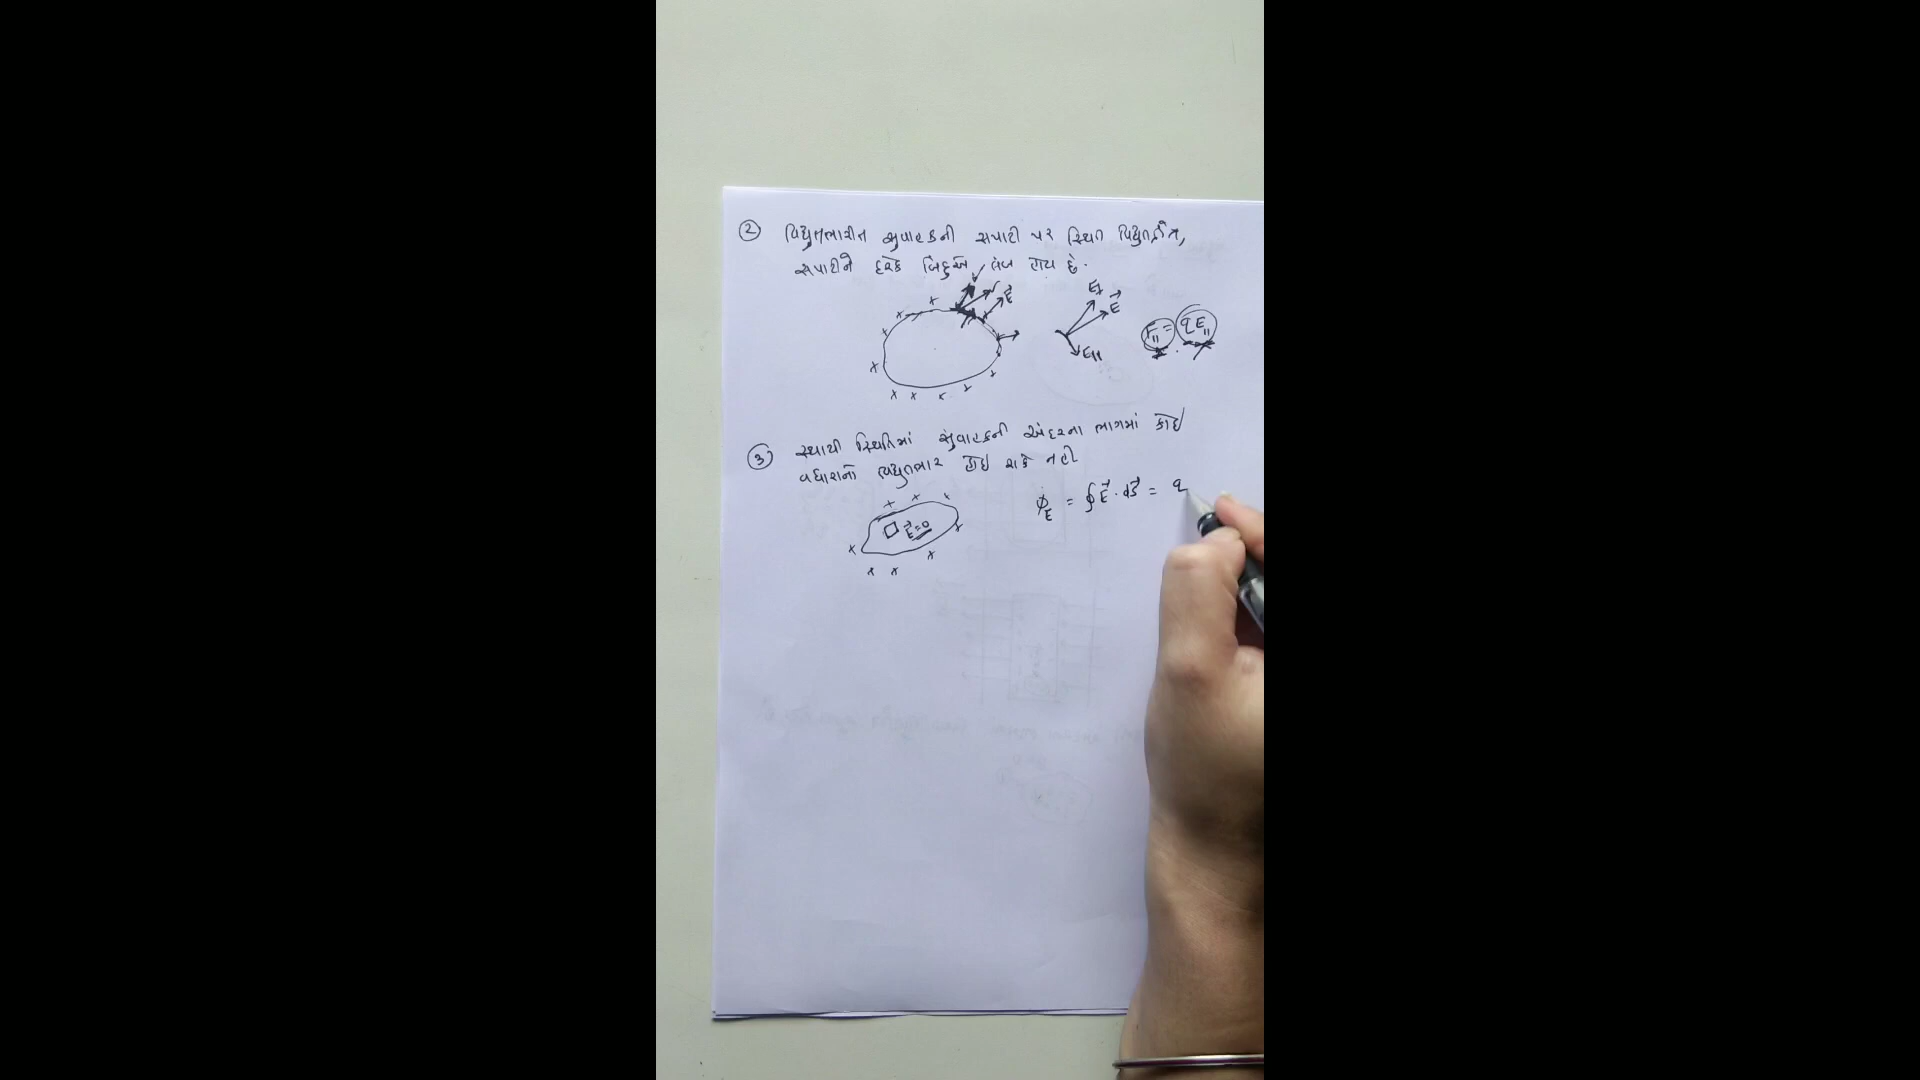 ② વિદ્યુતભારીત સુવાહકની સપાટી પર સ્થિત વિદ્યુતક્ષેત્ર,
સપાટીને દરેક બિંદુએ લંબ હોય છે.
E⃗
E⊥
E⃗
E∥
F∥ = qE∥
③ સ્થાયી સ્થિતિમાં સુવાહકની અંદરના ભાગમાં કોઇ
વધારાનો વિદ્યુતભાર હોઇ શકે નહી
ϕE = ∮E⃗·dS⃗ = q
E⃗=0